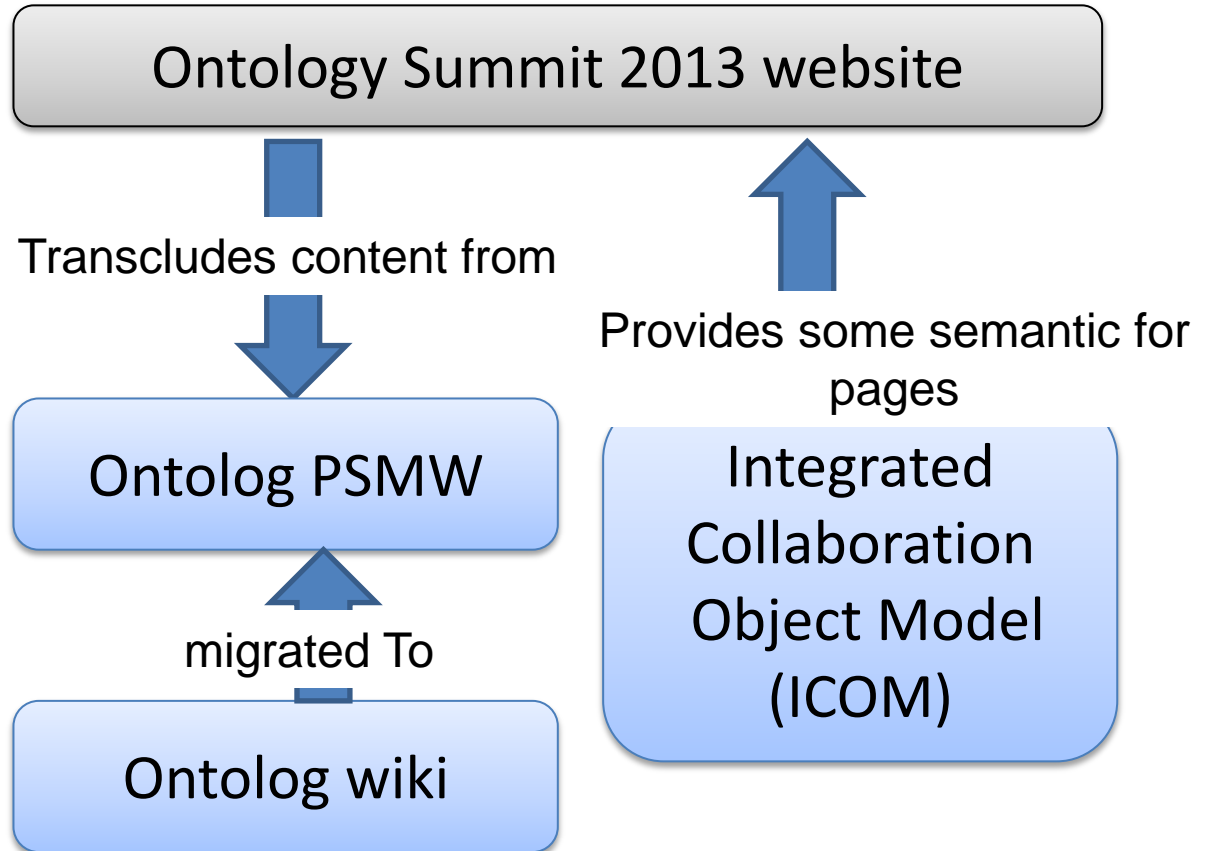 Ontology Summit 2013 website
Transcludes content from
Provides some semantic for
pages
Ontolog PSMW
Integrated
Collaboration
Object Model
(ICOM)
migrated To
Ontolog wiki